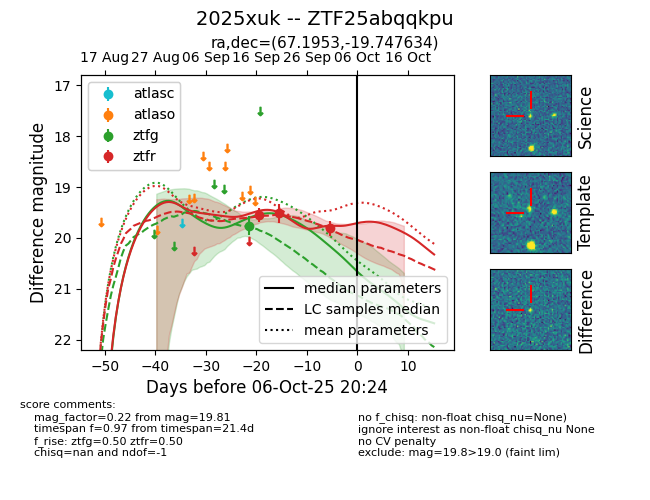 2025xuk -- ZTF25abqqkpu
ra,dec=(67.1953,-19.747634)
17 Aug 27 Aug 06 Sep 16 Sep 26 Sep 06 Oct 16 Oct
17
18
19
20
21
22
Difference magnitude
atlasc
atlaso
ztfg
ztfr
median parameters
LC samples median
mean parameters
−50 −40 −30 −20 −10 0 10
Days before 06-Oct-25 20:24
Science
Template
Difference
score comments:
mag_factor=0.22 from mag=19.81
timespan f=0.97 from timespan=21.4d
f_rise: ztfg=0.50 ztfr=0.50
chisq=nan and ndof=-1
no f_chisq: non-float chisq_nu=None)
ignore interest as non-float chisq_nu None
no CV penalty
exclude: mag=19.8>19.0 (faint lim)